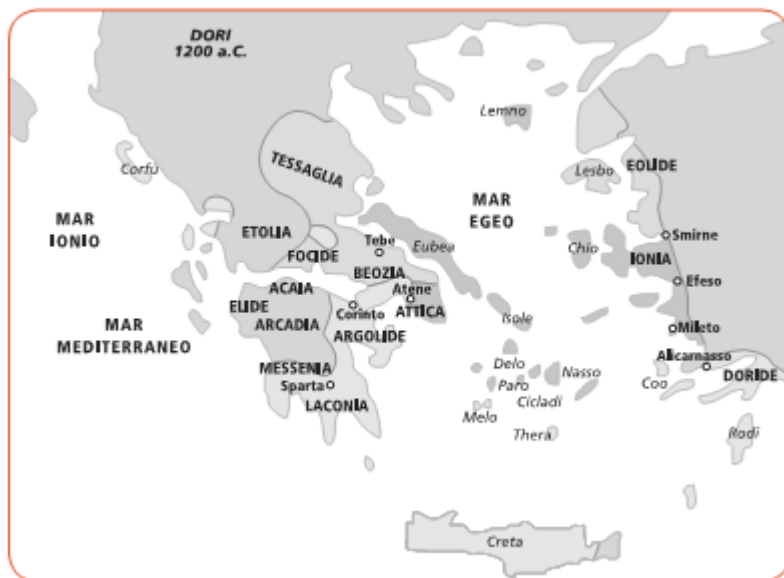 DORI
1200 a.C.
Lemno
Corfù
TESSAGLIA
Lesbo
EOLIDE
MAR
EGEO
MAR
IONIO
ETOLIA
Tebe
Eubea
Chio
Smirne
FOCIDE
BEOZIA
IONIA
Efeso
ACAIA
Atene
ELIDE
Corinto
ATTICA
ARCADIA
ARGOLIDE
Isole
MAR
MEDITERRANEO
Mileto
MESSENIA
Delo
Nasso
Alicarnasso
Sparta
Paro
Coo
DORIDE
LACONIA
Cicladi
Melo
Thera
Rodi
Creta